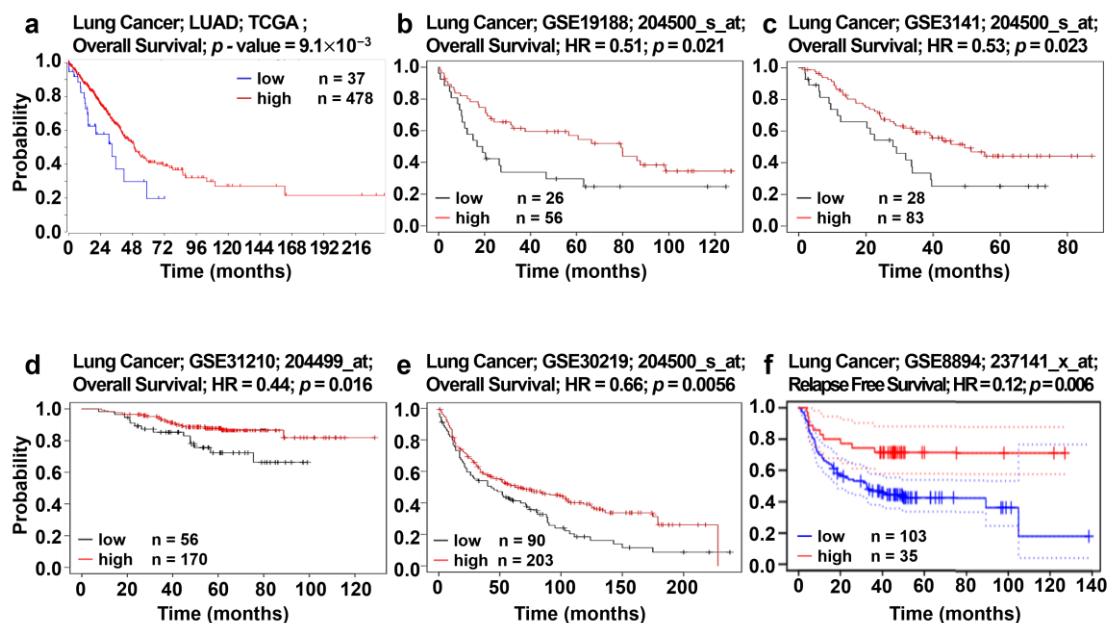 a Lung Cancer; LUAD; TCGA ;
Overall Survival; p - value = 9.1×10⁻³
low n = 37
high n = 478
Probability
1.0
0.8
0.6
0.4
0.2
0.0
0 24 48 72 96 120 144 168 192 216
Time (months)
b Lung Cancer; GSE19188; 204500_s_at;
Overall Survival; HR = 0.51; p = 0.021
1.0
0.8
0.6
0.4
0.2
0.0
low n = 26
high n = 56
0 20 40 60 80 100 120
Time (months)
c Lung Cancer; GSE3141; 204500_s_at;
Overall Survival; HR = 0.53; p = 0.023
1.0
0.8
0.6
0.4
0.2
0.0
low n = 28
high n = 83
0 20 40 60 80
Time (months)
d Lung Cancer; GSE31210; 204499_at;
Overall Survival; HR = 0.44; p = 0.016
Probability
1.0
0.8
0.6
0.4
0.2
0.0
low n = 56
high n = 170
0 20 40 60 80 100 120
Time (months)
e Lung Cancer; GSE30219; 204500_s_at;
Overall Survival; HR = 0.66; p = 0.0056
1.0
0.8
0.6
0.4
0.2
0.0
low n = 90
high n = 203
0 50 100 150 200
Time (months)
f Lung Cancer; GSE8894; 237141_x_at;
Relapse Free Survival; HR = 0.12; p = 0.006
1.0
0.8
0.6
0.4
0.2
0.0
low n = 103
high n = 35
0 20 40 60 80 100 120 140
Time (months)